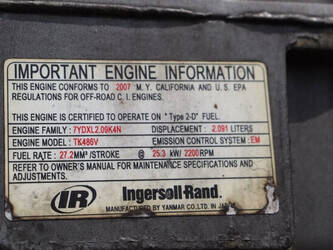 IMPORTANT ENGINE INFORMATION
THIS ENGINE CONFORMS TO 2007 M.Y. CALIFORNIA AND U.S. EPA
REGULATIONS FOR OFF-ROAD C.I. ENGINES.
THIS ENGINE IS CERTIFIED TO OPERATE ON "Type 2-D" FUEL.
ENGINE FAMILY : 7YDXL2.09K4N DISPLACEMENT : 2.091 LITERS
ENGINE MODEL : TK486V EMISSION CONTROL SYSTEM : EM
FUEL RATE : 27.2MM³/STROKE @ 25.3 kW/ 2200RPM
REFER TO OWNER'S MANUAL FOR MAINTENANCE SPECIFICATIONS AND
ADJUSTMENTS.
IR Ingersoll-Rand.
MANUFACTURED BY YANMAR CO.,LTD. IN JAPAN